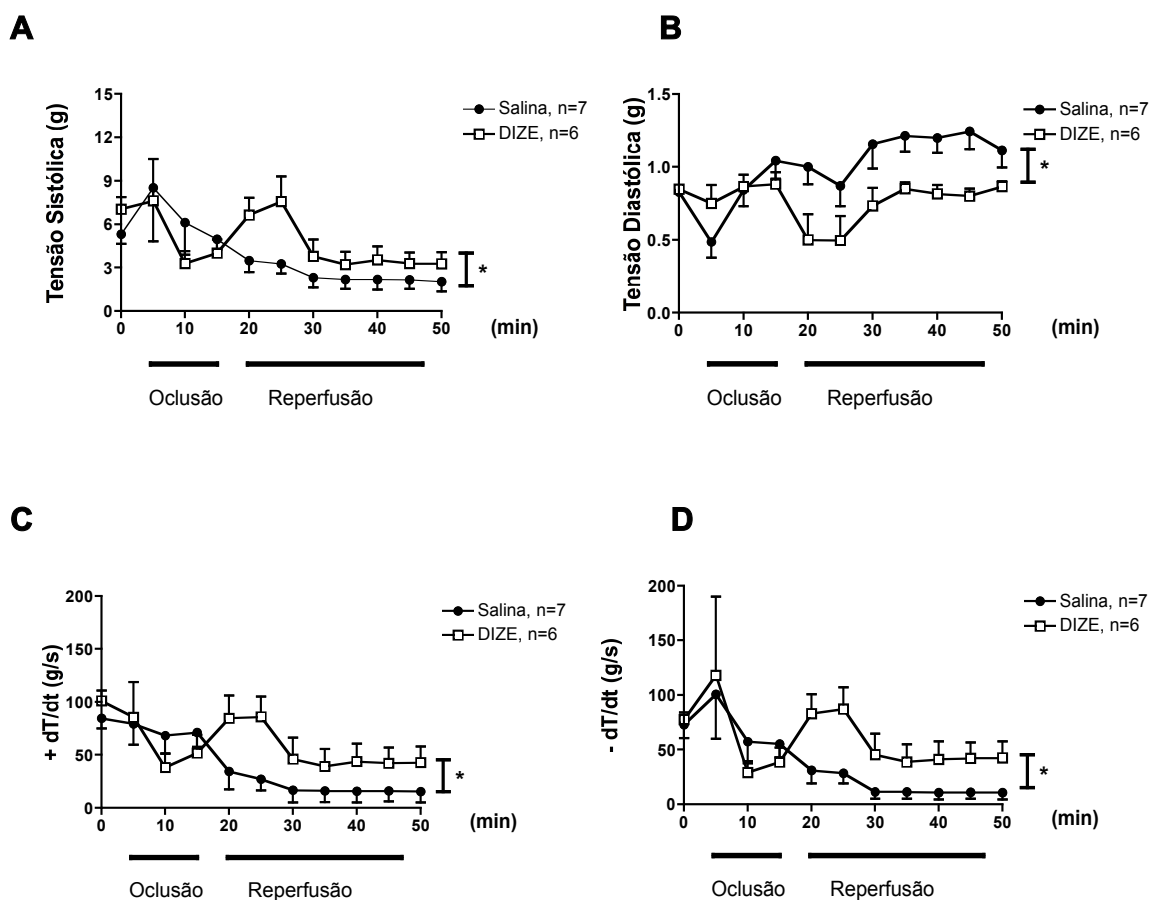 A
Tensão Sistólica (g)
15
12
9
6
3
0
0 10 20 30 40 50 (min)
Salina, n=7
DIZE, n=6
*
Oclusão Reperfusão
B
Tensão Diastólica (g)
1.5
1.0
0.5
0.0
0 10 20 30 40 50 (min)
Salina, n=7
DIZE, n=6
*
Oclusão Reperfusão
C
+ dT/dt (g/s)
200
150
100
50
0
0 10 20 30 40 50 (min)
Salina, n=7
DIZE, n=6
*
Oclusão Reperfusão
D
- dT/dt (g/s)
200
150
100
50
0
0 10 20 30 40 50 (min)
Salina, n=7
DIZE, n=6
*
Oclusão Reperfusão